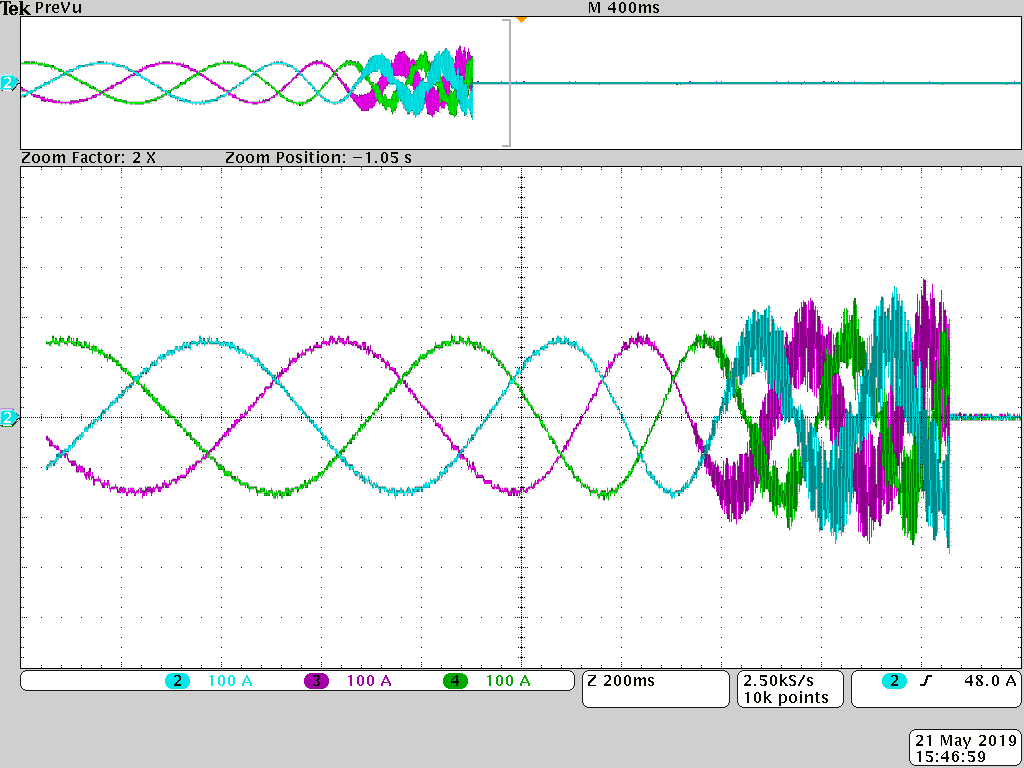 Tek PreVu M 400ms
2
Zoom Factor: 2 X Zoom Position: −1.05 s
2
2 100 A 3 100 A 4 100 A Z 200ms 2.50kS/s 2 48.0 A
10k points
21 May 2019
15:46:59